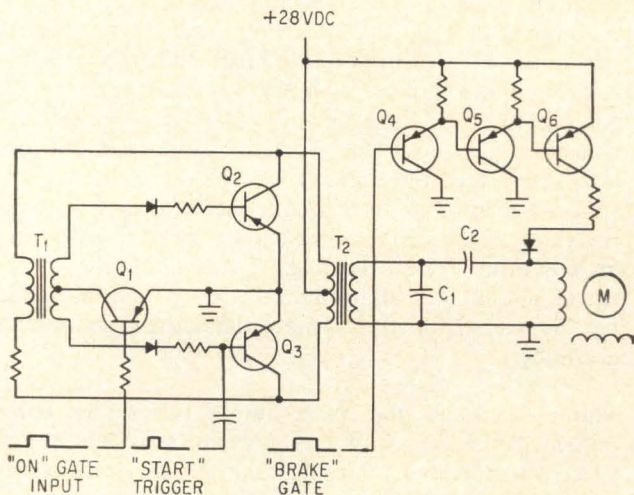 +28VDC
Q4
Q5
Q6
Q2
T1
Q1
T2
C2
C1
M
Q3
"ON" GATE
INPUT
"START"
TRIGGER
"BRAKE"
GATE